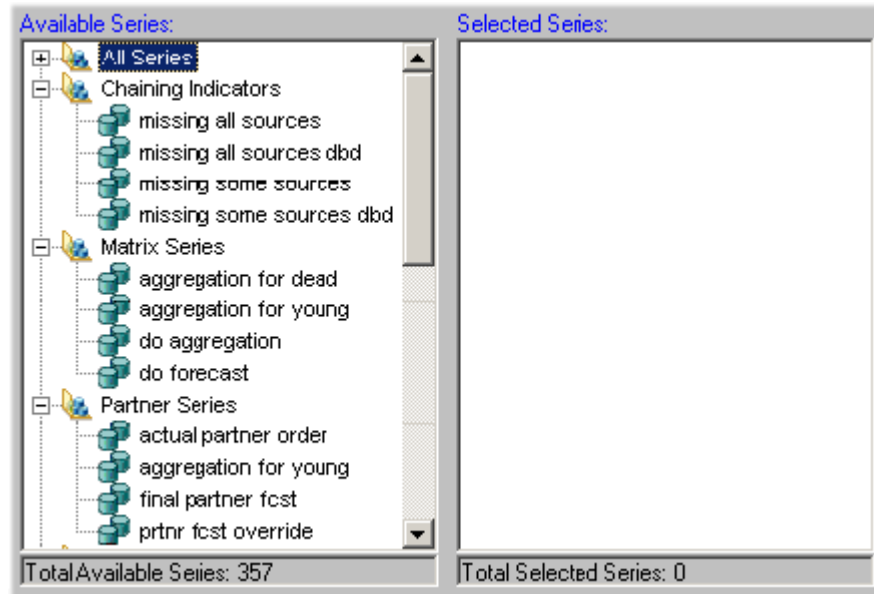 Available Series:
All Series
Chaining Indicators
missing all sources
missing all sources dbd
missing some sources
missing some sources dbd
Matrix Series
aggregation for dead
aggregation for young
do aggregation
do forecast
Partner Series
actual partner order
aggregation for young
final partner fcst
prtnr fcst override
Total Available Series: 357
Selected Series:
Total Selected Series: 0